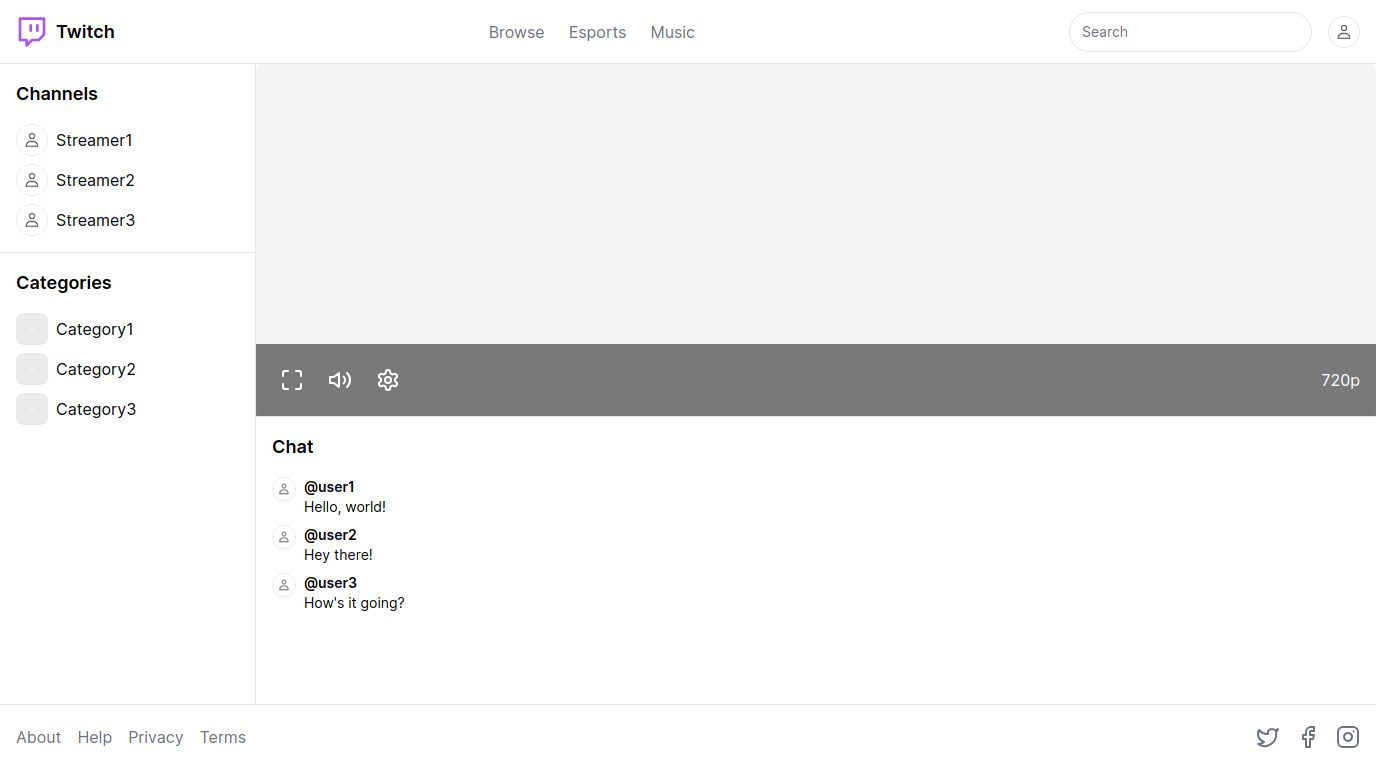 Twitch
Browse Esports Music
Search
Channels
Streamer1
Streamer2
Streamer3
Categories
Category1
Category2
Category3
720p
Chat
@user1
Hello, world!
@user2
Hey there!
@user3
How's it going?
About Help Privacy Terms